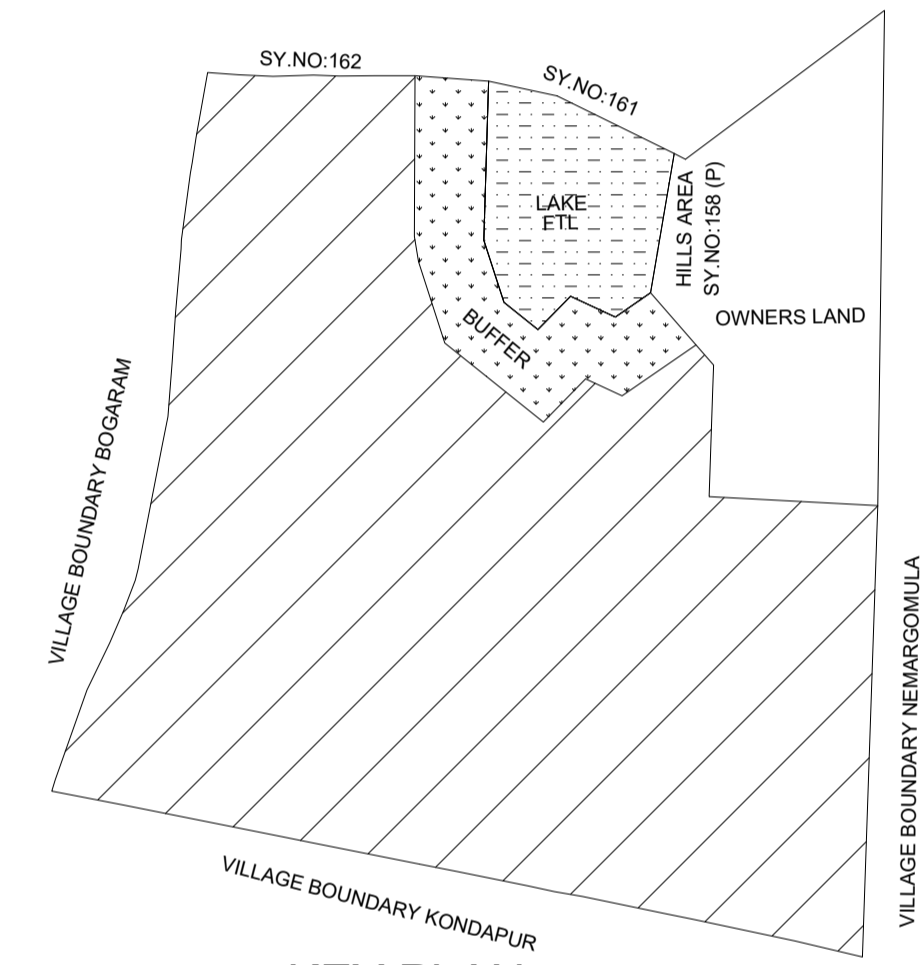 SY.NO:162
SY.NO:161
LAKE
FTL
HILLS AREA
SY.NO:158 (P)
OWNERS LAND
BUFFER
VILLAGE BOUNDARY BOGARAM
VILLAGE BOUNDARY NEMARGOMULA
VILLAGE BOUNDARY KONDAPUR